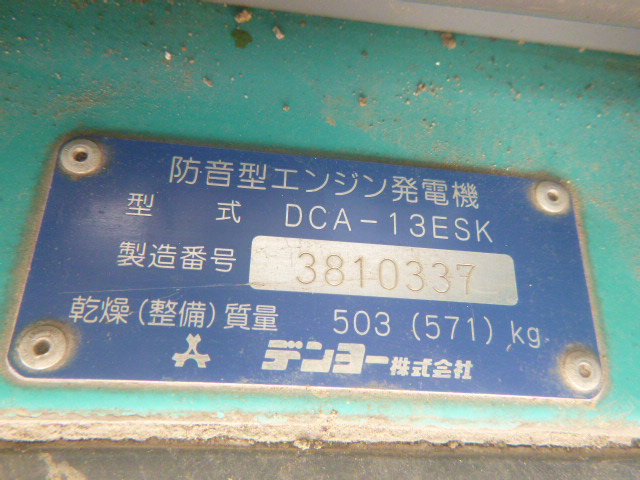 防音型エンジン発電機
型 式 DCA-13ESK
製造番号 3810337
乾燥(整備)質量 503 (571) kg
デンヨー株式会社